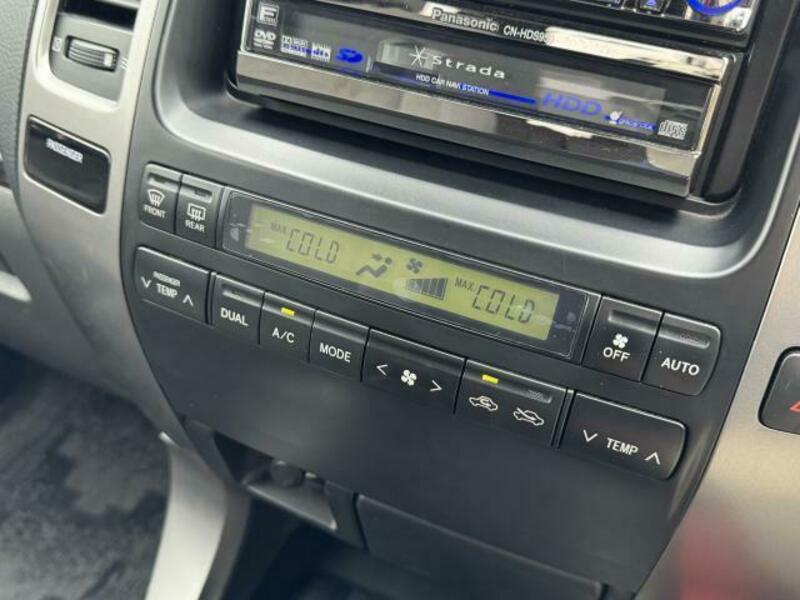 Panasonic CN-HDS9
DVD
Strada
HDD CAR NAVI STATION
HDD
PASSENGER
FRONT
REAR
MAX COLD
MAX COLD
PASSENGER
TEMP
DUAL
A/C
MODE
OFF
AUTO
TEMP